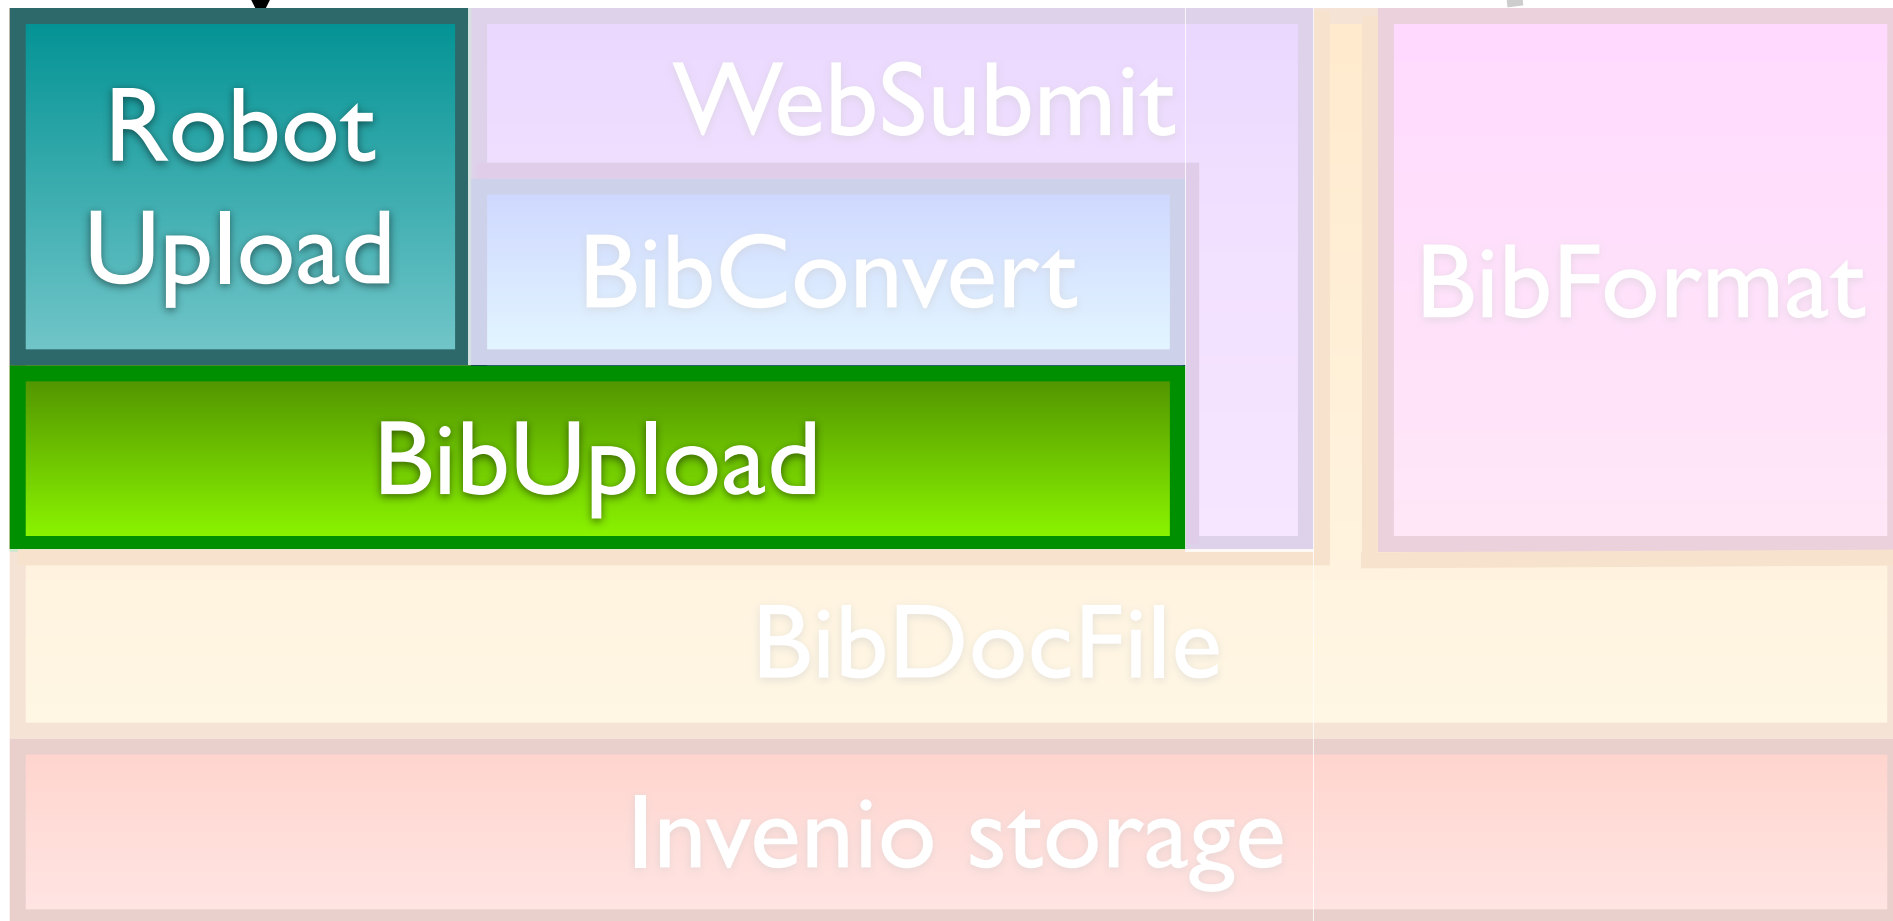 Robot
Upload
WebSubmit
BibConvert
BibFormat
BibUpload
BibDocFile
Invenio storage